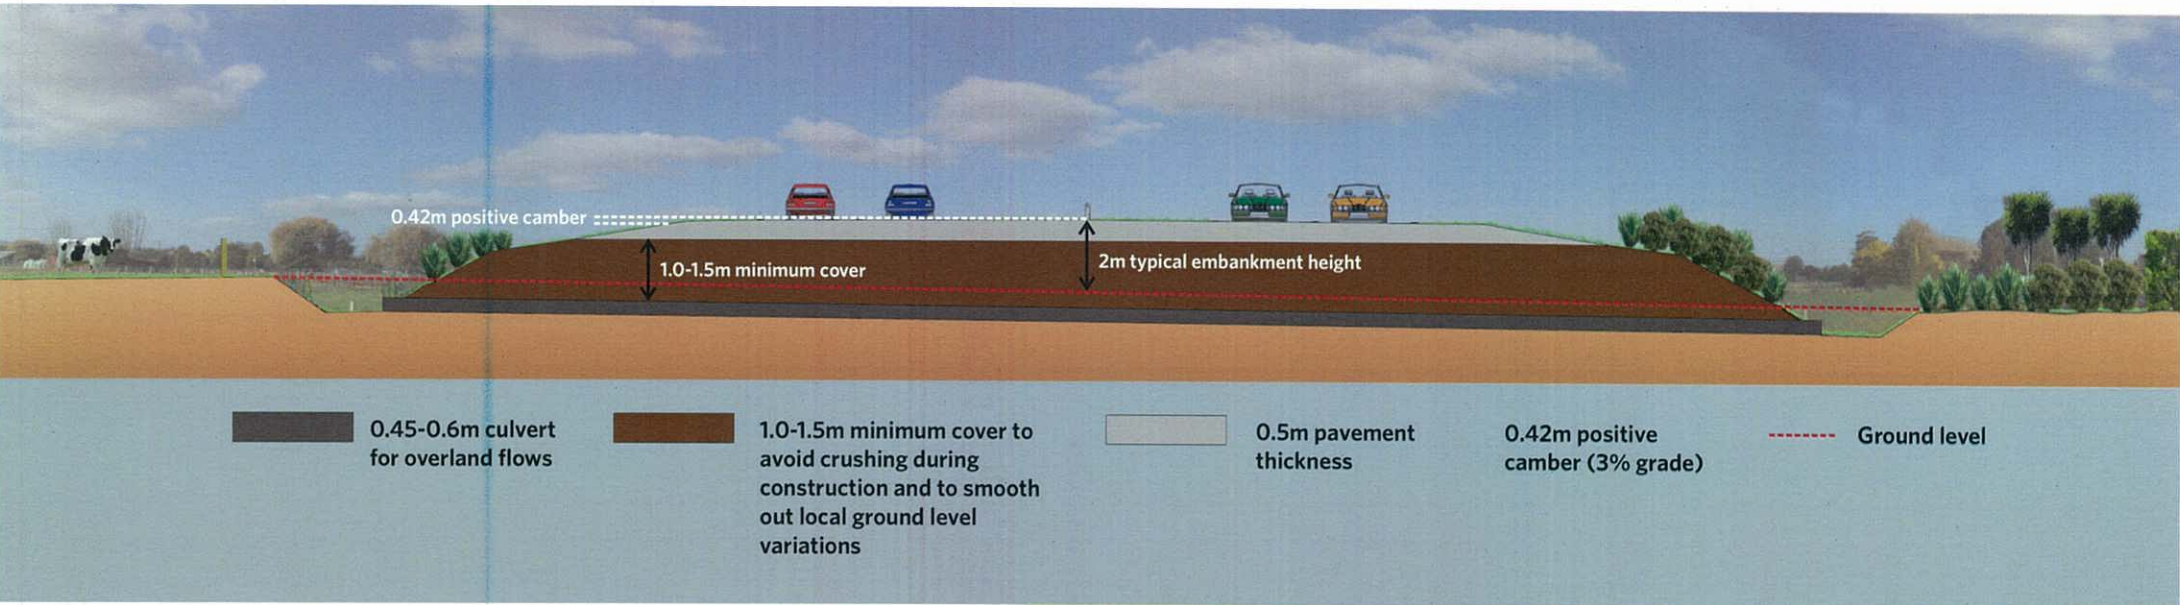 0.42m positive camber
1.0-1.5m minimum cover
2m typical embankment height
0.45-0.6m culvert
for overland flows
1.0-1.5m minimum cover to
avoid crushing during
construction and to smooth
out local ground level
variations
0.5m pavement
thickness
0.42m positive
camber (3% grade)
Ground level